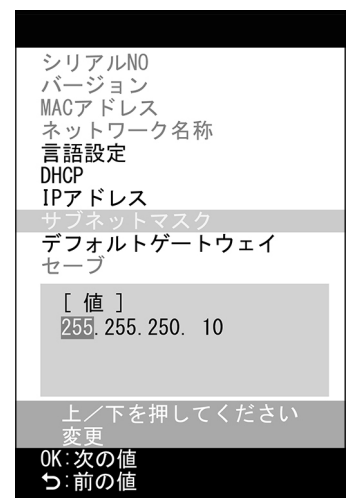 シリアルNO
バージョン
MACアドレス
ネットワーク名称
言語設定
DHCP
IPアドレス
サブネットマスク
デフォルトゲートウェイ
セーブ
[ 値 ]
255.255.250. 10
上／下を押してください
変更
OK:次の値
⮌:前の値